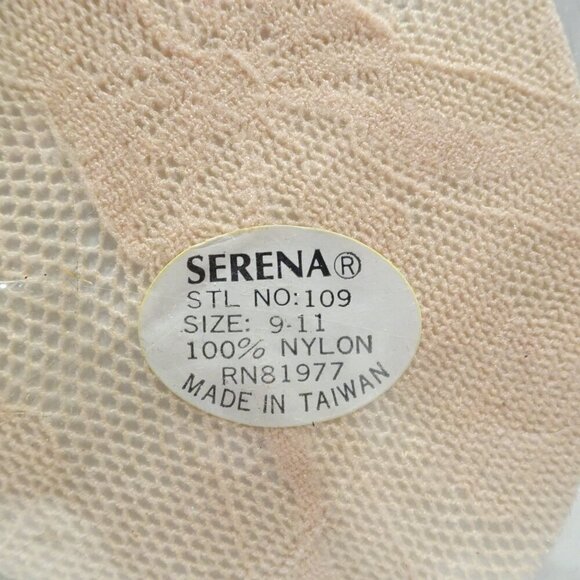 SERENA®
STL NO:109
SIZE: 9-11
100% NYLON
RN81977
MADE IN TAIWAN